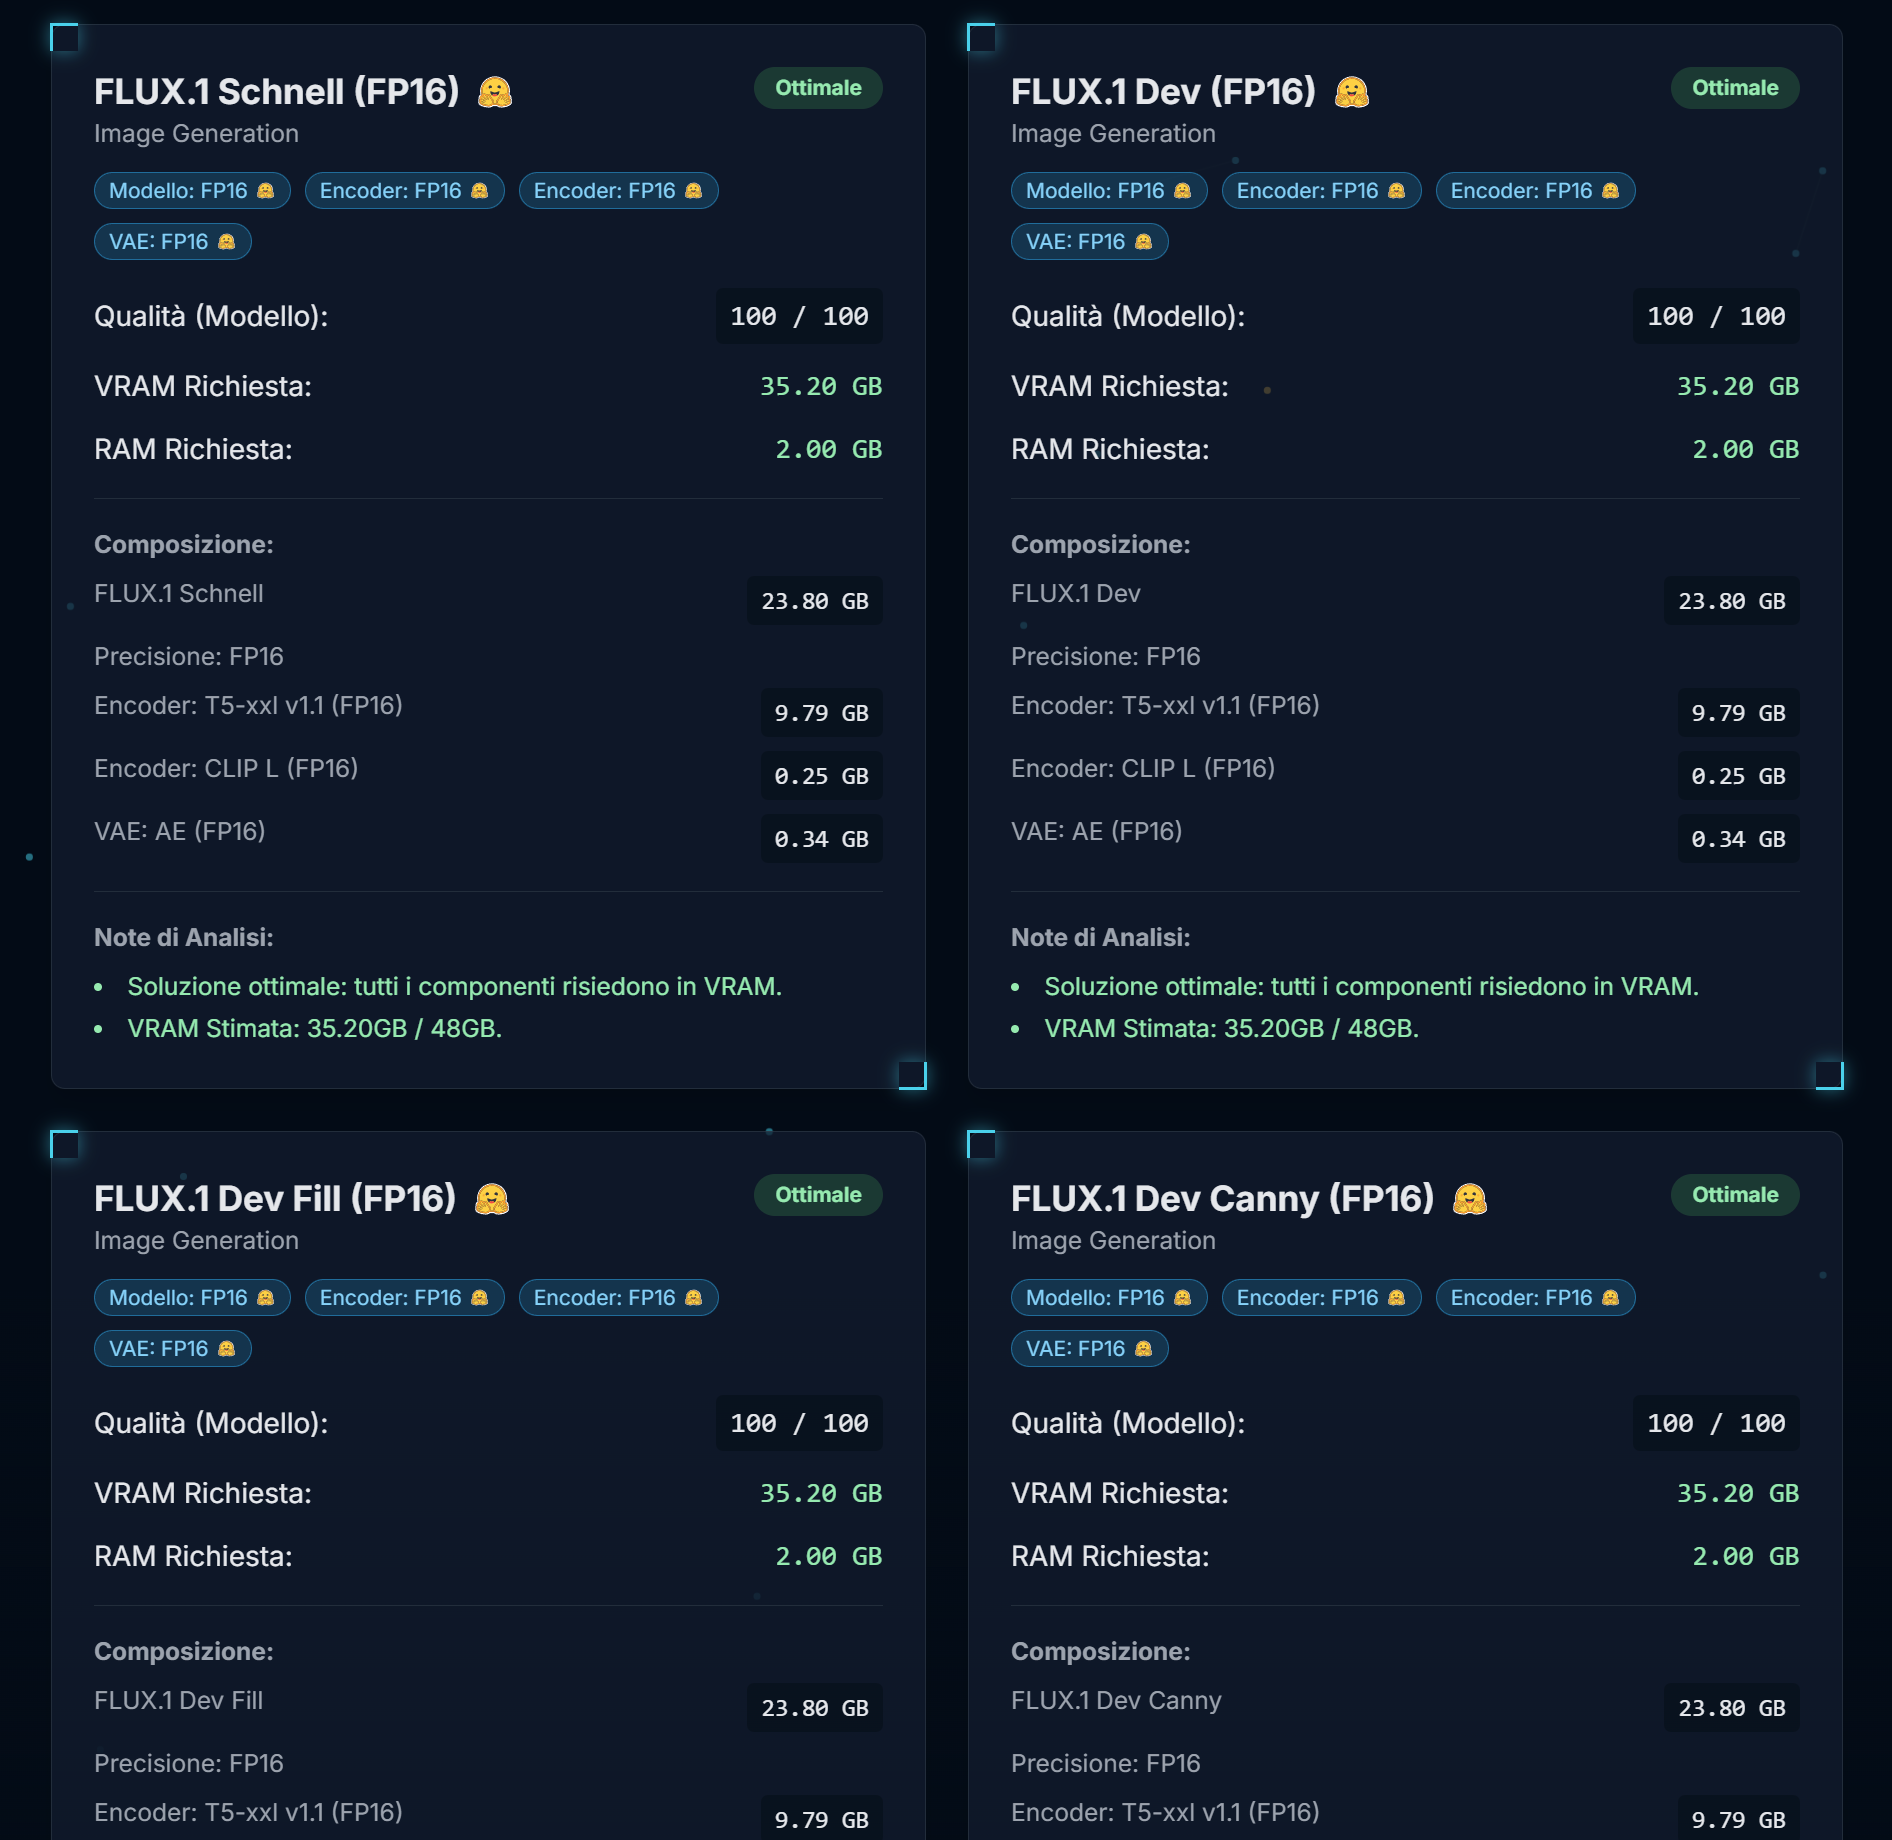 FLUX.1 Schnell (FP16) 🤗
Ottimale
Image Generation
Modello: FP16 🤗 Encoder: FP16 🤗 Encoder: FP16 🤗
VAE: FP16 🤗
Qualità (Modello): 100 / 100
VRAM Richiesta: 35.20 GB
RAM Richiesta: 2.00 GB
Composizione:
FLUX.1 Schnell 23.80 GB
Precisione: FP16
Encoder: T5-xxl v1.1 (FP16) 9.79 GB
Encoder: CLIP L (FP16) 0.25 GB
VAE: AE (FP16) 0.34 GB
Note di Analisi:
• Soluzione ottimale: tutti i componenti risiedono in VRAM.
• VRAM Stimata: 35.20GB / 48GB.
FLUX.1 Dev (FP16) 🤗
Ottimale
Image Generation
Modello: FP16 🤗 Encoder: FP16 🤗 Encoder: FP16 🤗
VAE: FP16 🤗
Qualità (Modello): 100 / 100
VRAM Richiesta: 35.20 GB
RAM Richiesta: 2.00 GB
Composizione:
FLUX.1 Dev 23.80 GB
Precisione: FP16
Encoder: T5-xxl v1.1 (FP16) 9.79 GB
Encoder: CLIP L (FP16) 0.25 GB
VAE: AE (FP16) 0.34 GB
Note di Analisi:
• Soluzione ottimale: tutti i componenti risiedono in VRAM.
• VRAM Stimata: 35.20GB / 48GB.
FLUX.1 Dev Fill (FP16) 🤗
Ottimale
Image Generation
Modello: FP16 🤗 Encoder: FP16 🤗 Encoder: FP16 🤗
VAE: FP16 🤗
Qualità (Modello): 100 / 100
VRAM Richiesta: 35.20 GB
RAM Richiesta: 2.00 GB
Composizione:
FLUX.1 Dev Fill 23.80 GB
Precisione: FP16
Encoder: T5-xxl v1.1 (FP16) 9.79 GB
FLUX.1 Dev Canny (FP16) 🤗
Ottimale
Image Generation
Modello: FP16 🤗 Encoder: FP16 🤗 Encoder: FP16 🤗
VAE: FP16 🤗
Qualità (Modello): 100 / 100
VRAM Richiesta: 35.20 GB
RAM Richiesta: 2.00 GB
Composizione:
FLUX.1 Dev Canny 23.80 GB
Precisione: FP16
Encoder: T5-xxl v1.1 (FP16) 9.79 GB